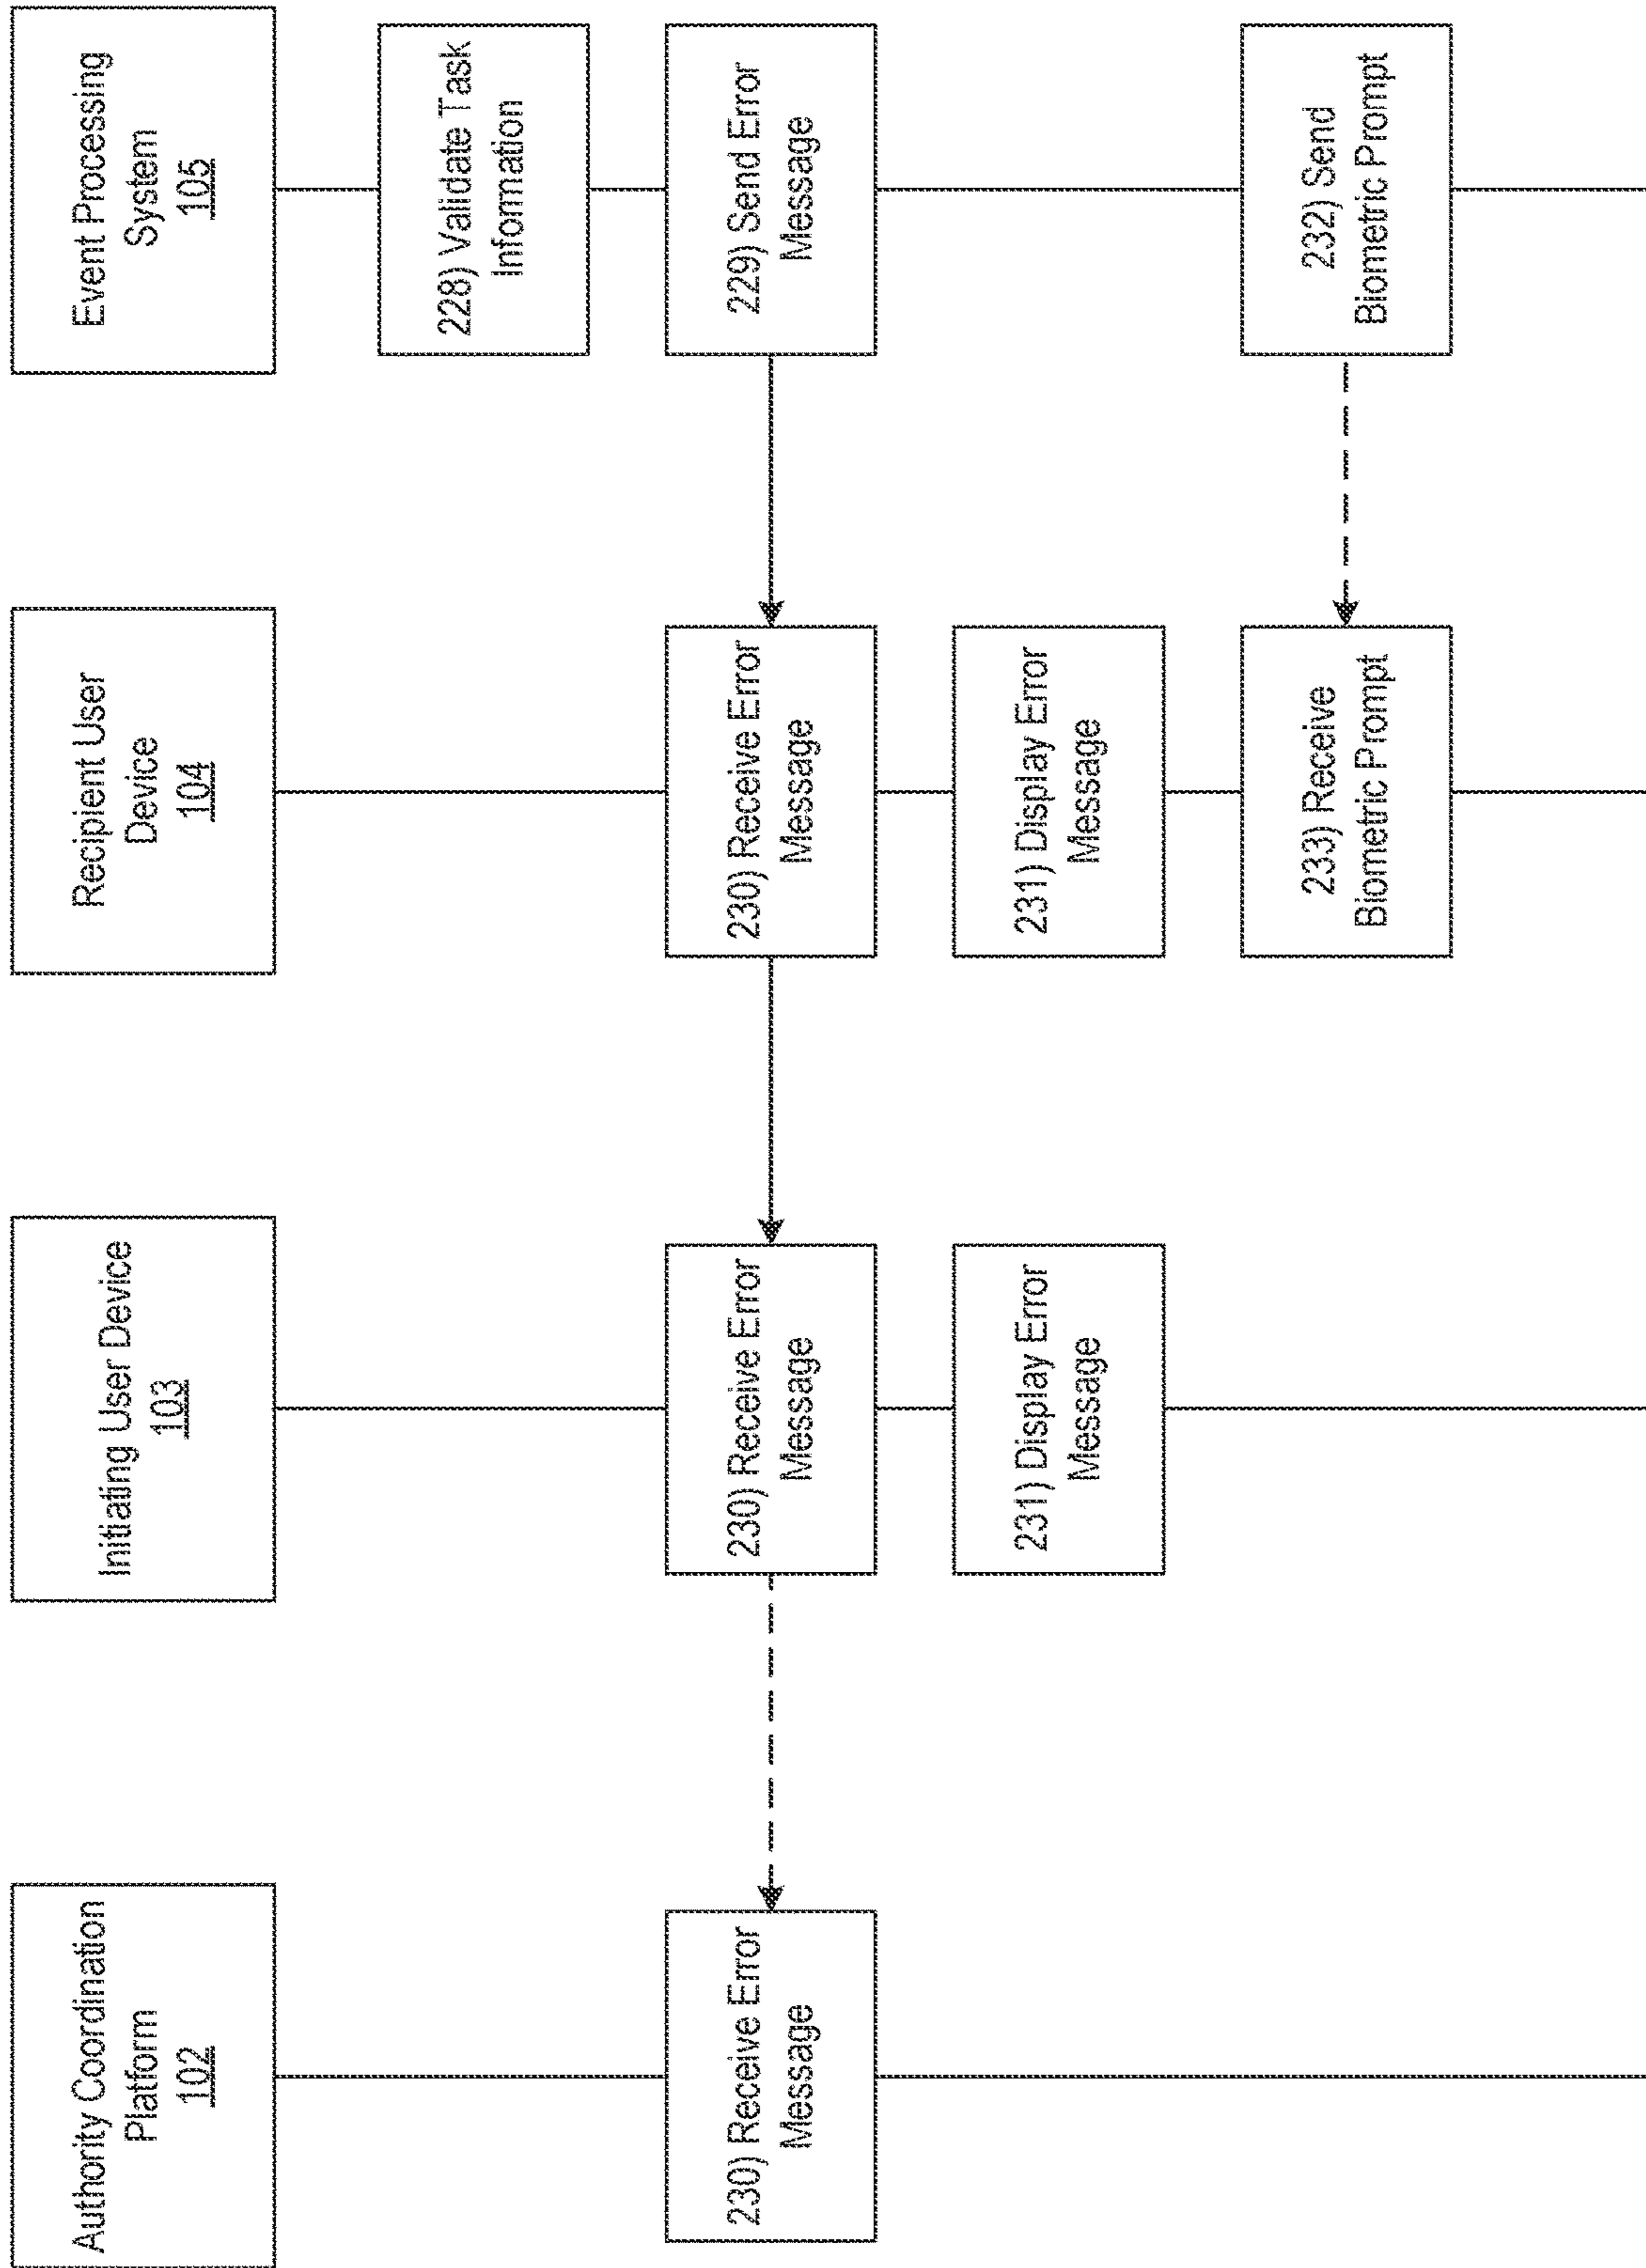 Authority Coordination
Platform
102
Initiating User Device
103
Recipient User
Device
104
Event Processing
System
105
228) Validate Task
Information
230) Receive Error
Message
230) Receive Error
Message
230) Receive Error
Message
229) Send Error
Message
231) Display Error
Message
231) Display Error
Message
233) Receive
Biometric Prompt
232) Send
Biometric Prompt